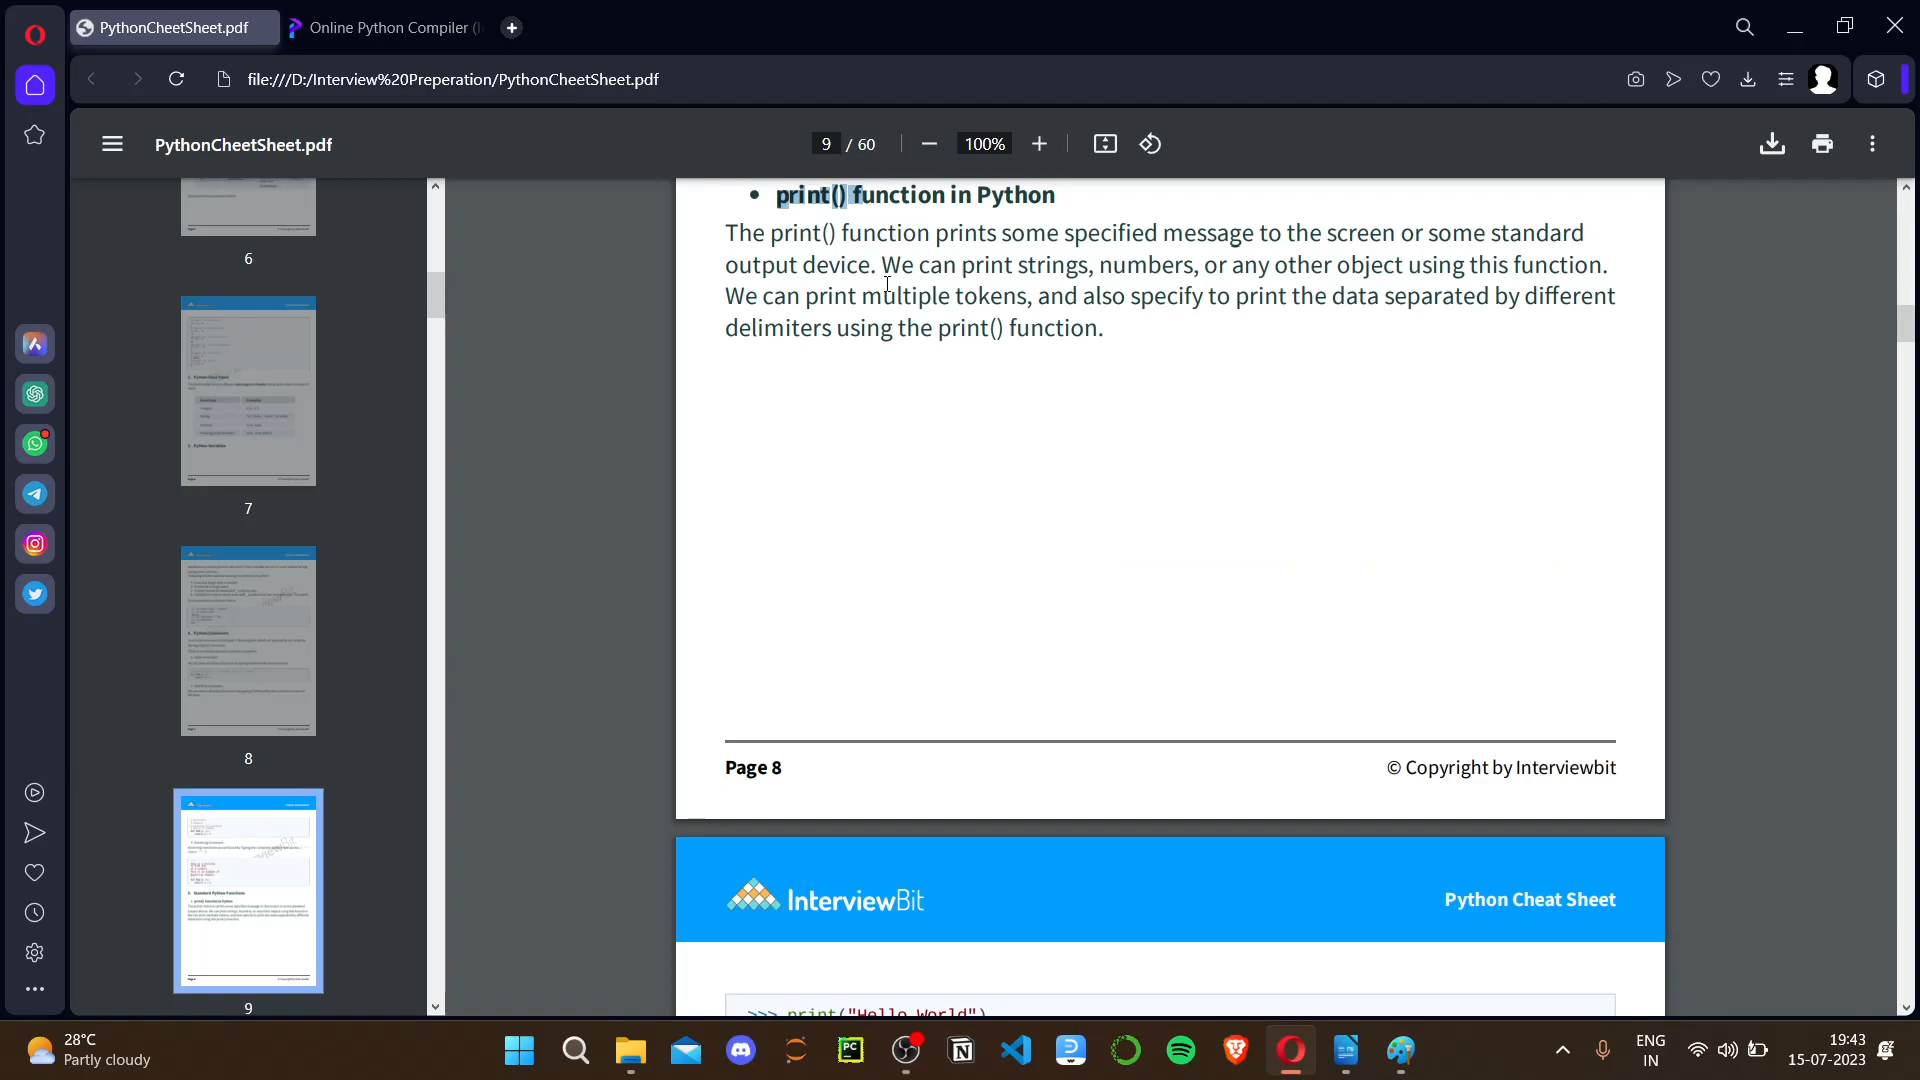 PythonCheetSheet.pdf
Online Python Compiler (I
file:///D:/Interview%20Preperation/PythonCheetSheet.pdf
PythonCheetSheet.pdf
9 / 60
100%
6
7
8
9
• print() function in Python
The print() function prints some specified message to the screen or some standard
output device. We can print strings, numbers, or any other object using this function.
We can print multiple tokens, and also specify to print the data separated by different
delimiters using the print() function.
Page 8
© Copyright by Interviewbit
InterviewBit
Python Cheat Sheet
>>> print("Hello World")
28°C
Partly cloudy
ENG
IN
19:43
15-07-2023